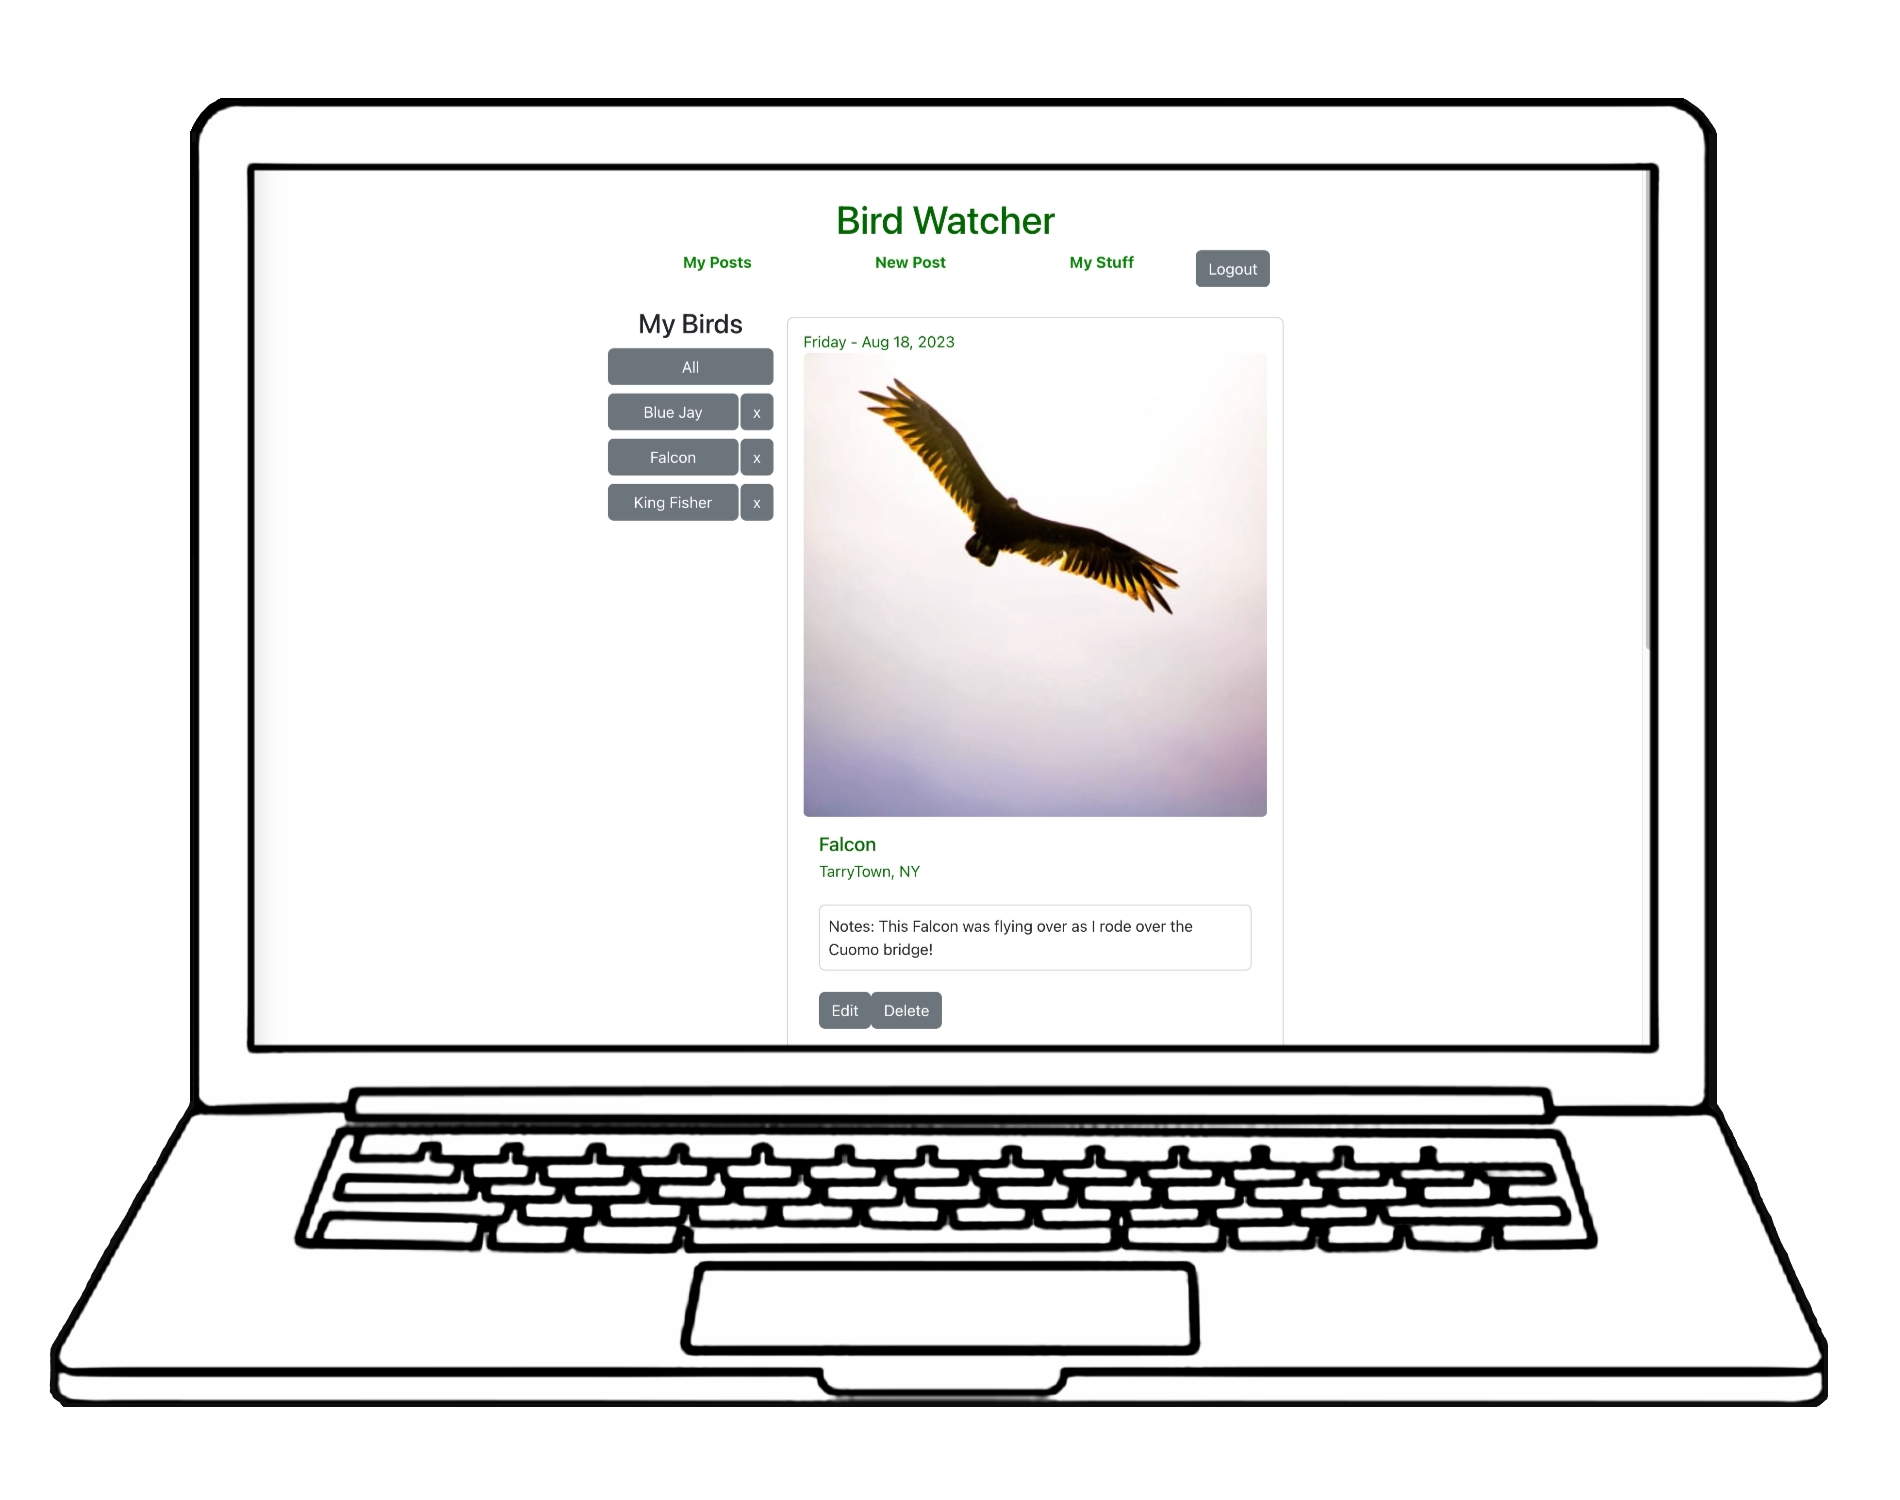 Bird Watcher
My Posts
New Post
My Stuff
Logout
My Birds
All
Blue Jay x
Falcon x
King Fisher x
Friday - Aug 18, 2023
Falcon
TarryTown, NY
Notes: This Falcon was flying over as I rode over the
Cuomo bridge!
Edit Delete